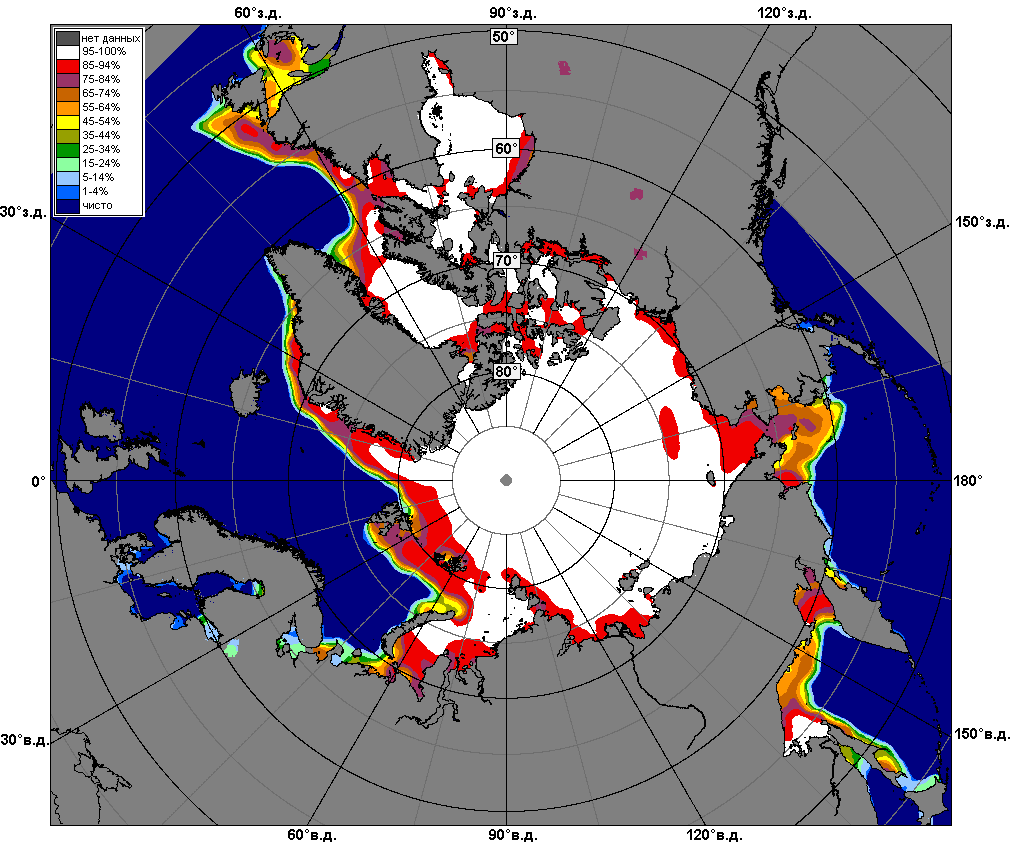 60°з.д.
90°з.д.
120°з.д.
50°
нет данных
95-100%
85-94%
75-84%
65-74%
55-64%
45-54%
35-44%
25-34%
15-24%
5-14%
1-4%
чисто
60°
30°з.д.
150°з.д.
70°
80°
0°
180°
30°в.д.
150°в.д.
60°в.д.
90°в.д.
120°в.д.